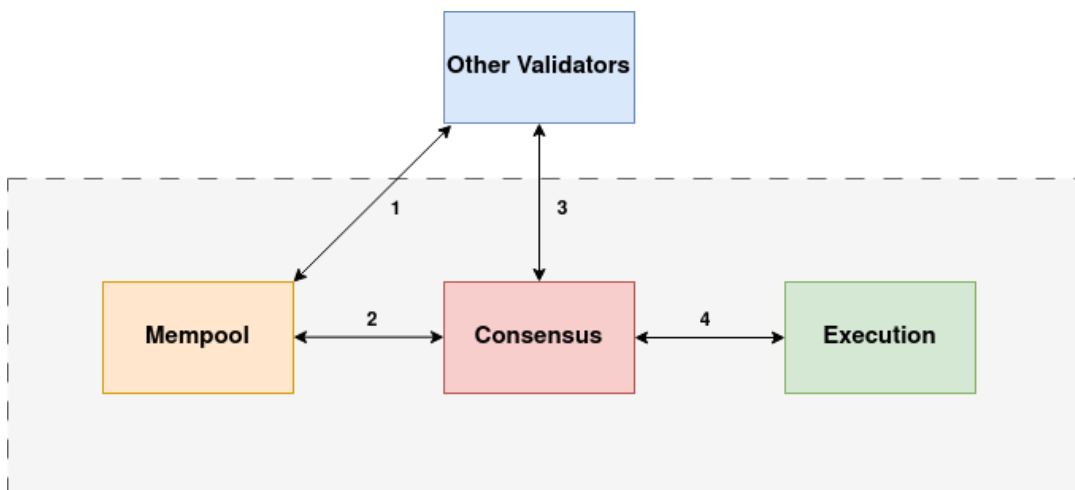 Other Validators
1
3
Mempool
2
Consensus
4
Execution